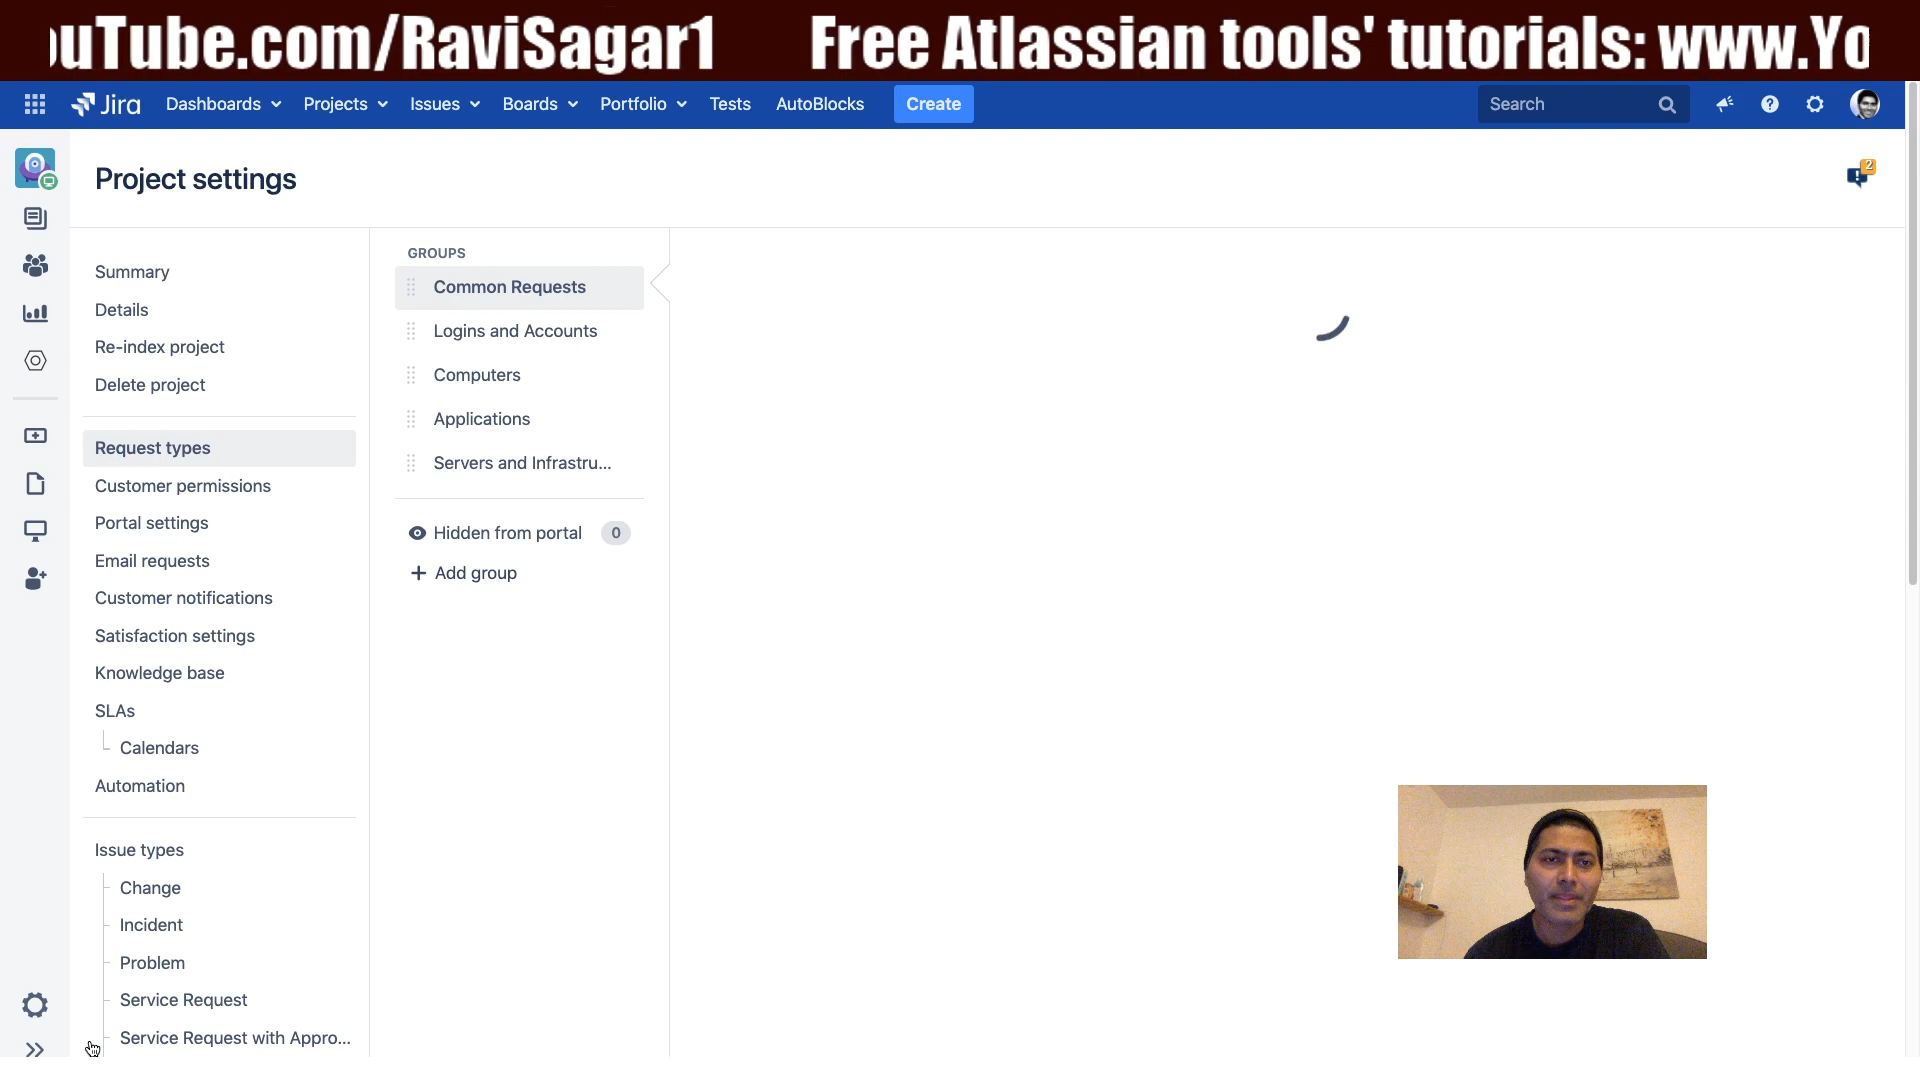 uTube.com/RaviSagar1 Free Atlassian tools' tutorials: www.Yo
Jira Dashboards Projects Issues Boards Portfolio Tests AutoBlocks Create Search
Project settings
2
Summary
Details
Re-index project
Delete project
Request types
Customer permissions
Portal settings
Email requests
Customer notifications
Satisfaction settings
Knowledge base
SLAs
Calendars
Automation
Issue types
Change
Incident
Problem
Service Request
Service Request with Appro...
GROUPS
Common Requests
Logins and Accounts
Computers
Applications
Servers and Infrastru...
Hidden from portal 0
Add group